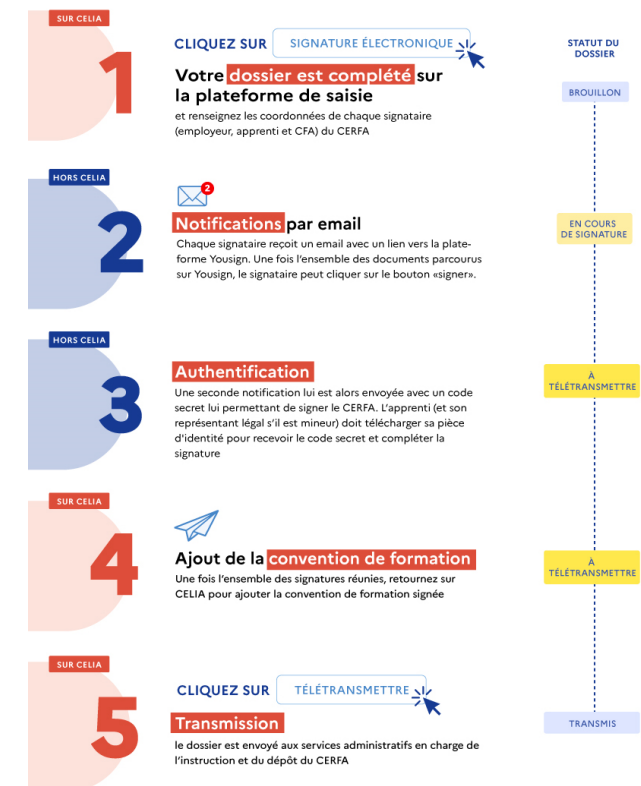 SUR CELIA
1
CLIQUEZ SUR SIGNATURE ÉLECTRONIQUE
Votre dossier est complété sur
la plateforme de saisie
et renseignez les coordonnées de chaque signataire
(employeur, apprenti et CFA) du CERFA
STATUT DU
DOSSIER
BROUILLON
HORS CELIA
2
2
Notifications par email
Chaque signataire reçoit un email avec un lien vers la plate-
forme Yousign. Une fois l’ensemble des documents parcourus
sur Yousign, le signataire peut cliquer sur le bouton «signer».
EN COURS
DE SIGNATURE
HORS CELIA
3
Authentification
Une seconde notification lui est alors envoyée avec un code
secret lui permettant de signer le CERFA. L’apprenti (et son
représentant légal s’il est mineur) doit télécharger sa pièce
d'identité pour recevoir le code secret et compléter la
signature
À
TÉLÉTRANSMETTRE
SUR CELIA
4
Ajout de la convention de formation
Une fois l’ensemble des signatures réunies, retournez sur
CELIA pour ajouter la convention de formation signée
À
TÉLÉTRANSMETTRE
SUR CELIA
5
CLIQUEZ SUR TÉLÉTRANSMETTRE
Transmission
le dossier est envoyé aux services administratifs en charge de
l’instruction et du dépôt du CERFA
TRANSMIS